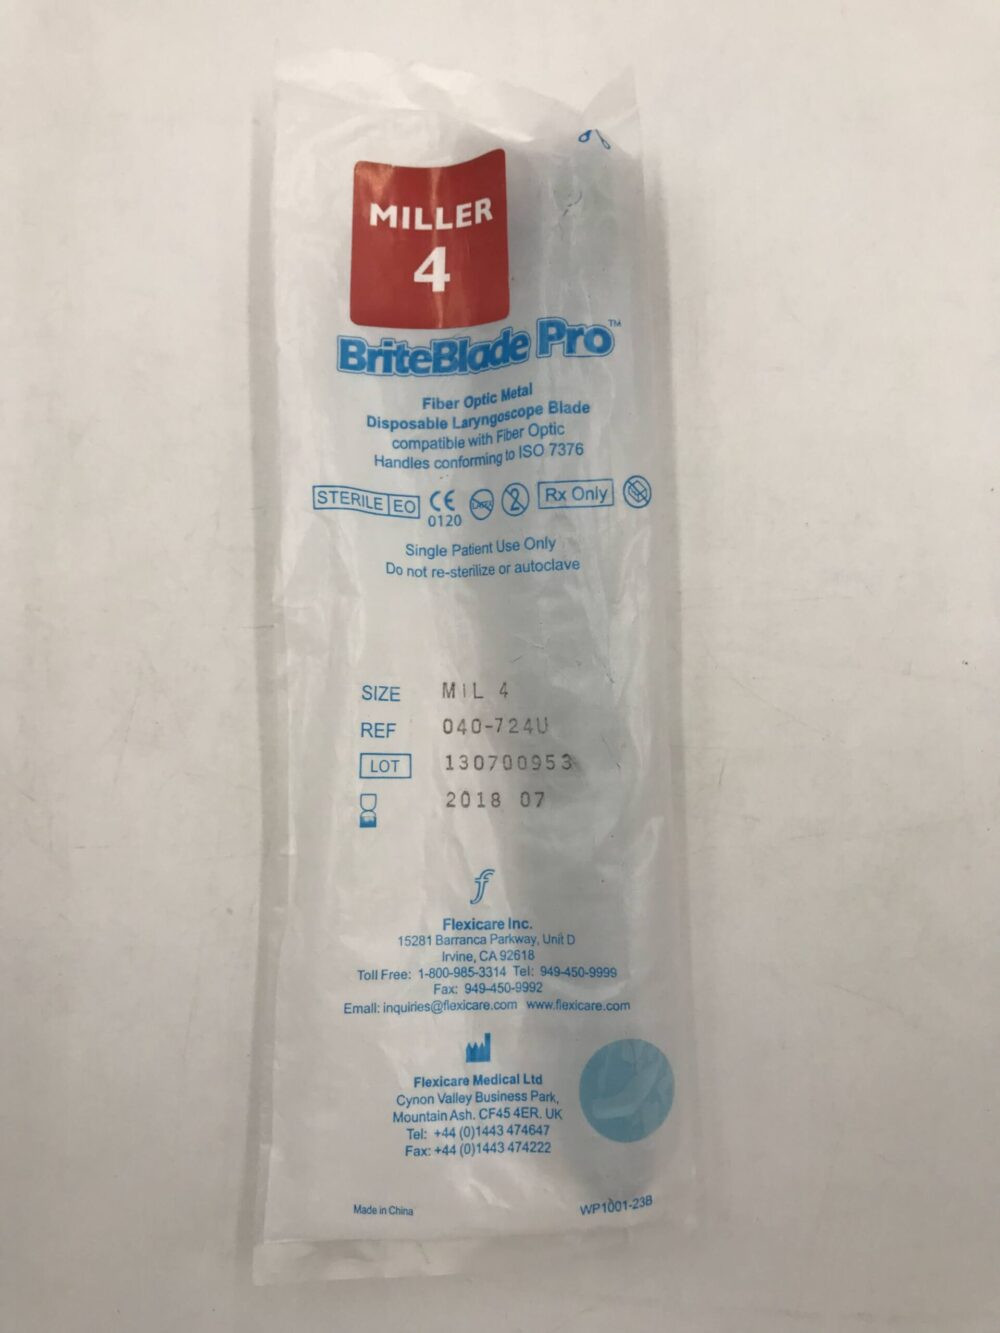 MILLER
4
BriteBlade Pro™
Fiber Optic Metal
Disposable Laryngoscope Blade
compatible with Fiber Optic
Handles conforming to ISO 7376
STERILE EO CE LATEX 2 Rx Only
0120
Single Patient Use Only
Do not re-sterilize or autoclave
SIZE MIL 4
REF 040-724U
LOT 130700953
2018 07
f
Flexicare Inc.
15281 Barranca Parkway, Unit D
Irvine, CA 92618
Toll Free: 1-800-985-3314 Tel: 949-450-9999
Fax: 949-450-9992
Email: inquiries@flexicare.com www.flexicare.com
Flexicare Medical Ltd
Cynon Valley Business Park,
Mountain Ash. CF45 4ER. UK
Tel: +44 (0)1443 474647
Fax: +44 (0)1443 474222
Made in China
WP1001-23B